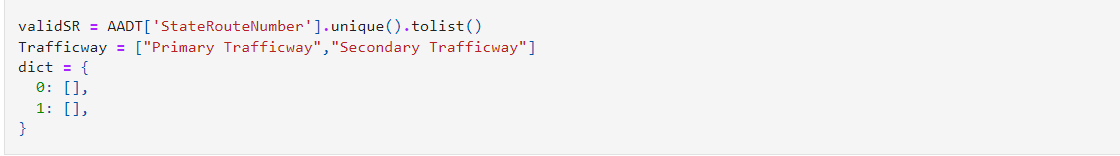 validSR = AADT['StateRouteNumber'].unique().tolist()
Trafficway = ["Primary Trafficway","Secondary Trafficway"]
dict = {
  0: [],
  1: [],
}